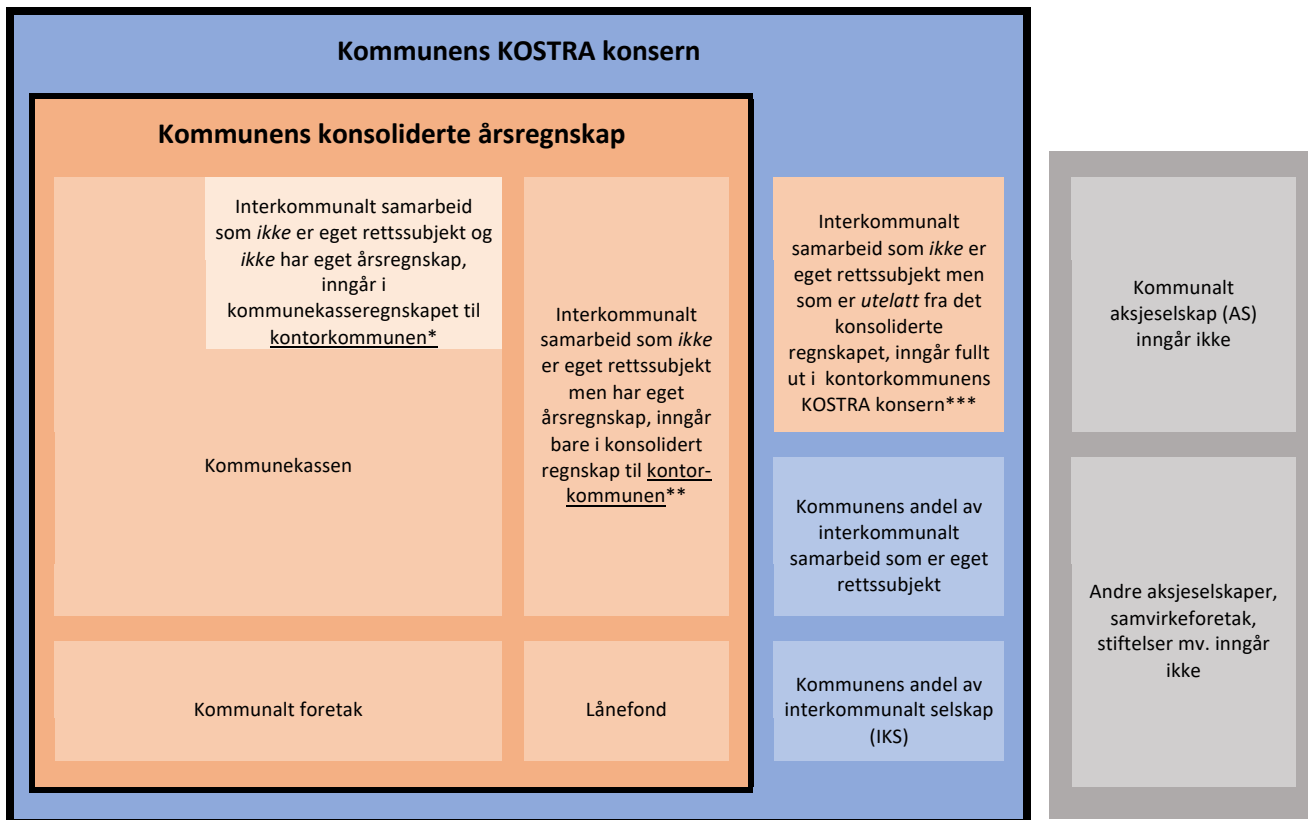 Kommunens KOSTRA konsern
Kommunens konsoliderte årsregnskap
Interkommunalt samarbeid
som ikke er eget rettssubjekt og
ikke har eget årsregnskap,
inngår i
kommunekasseregnskapet til
kontorkommunen*
Kommunekassen
Interkommunalt
samarbeid som ikke
er eget rettssubjekt
men har eget
årsregnskap, inngår
bare i konsolidert
regnskap til kontor-
kommunen**
Kommunalt foretak
Lånefond
Interkommunalt
samarbeid som ikke er
eget rettssubjekt men
som er utelatt fra det
konsoliderte
regnskapet, inngår fullt
ut i kontorkommunens
KOSTRA konsern***
Kommunens andel av
interkommunalt
samarbeid som er eget
rettssubjekt
Kommunens andel av
interkommunalt selskap
(IKS)
Kommunalt
aksjeselskap (AS)
inngår ikke
Andre aksjeselskaper,
samvirkeforetak,
stiftelser mv. inngår
ikke